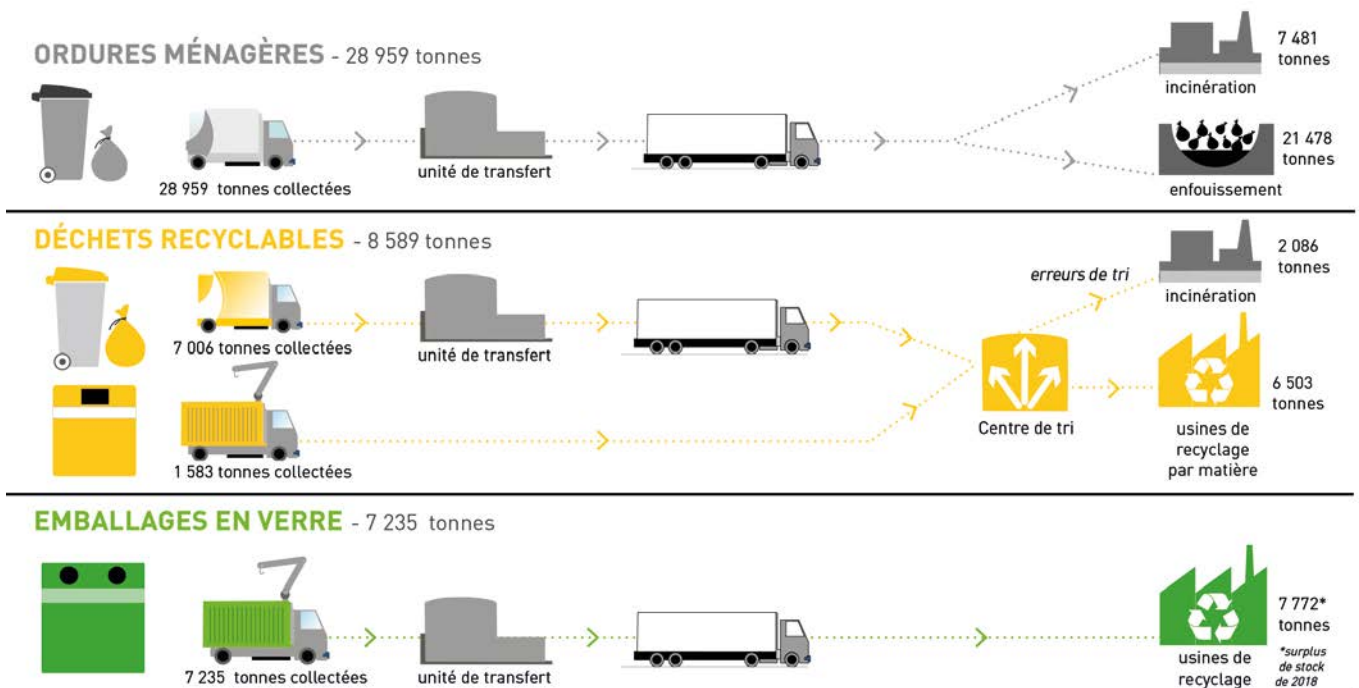 ORDURES MÉNAGÈRES - 28 959 tonnes
28 959 tonnes collectées
unité de transfert
7 481
tonnes
incinération
21 478
tonnes
enfouissement
DÉCHETS RECYCLABLES - 8 589 tonnes
7 006 tonnes collectées
unité de transfert
1 583 tonnes collectées
erreurs de tri
Centre de tri
2 086
tonnes
incinération
6 503
tonnes
usines de
recyclage
par matière
EMBALLAGES EN VERRE - 7 235 tonnes
7 235 tonnes collectées
unité de transfert
7 772*
tonnes
usines de
recyclage
*surplus
de stock
de 2018